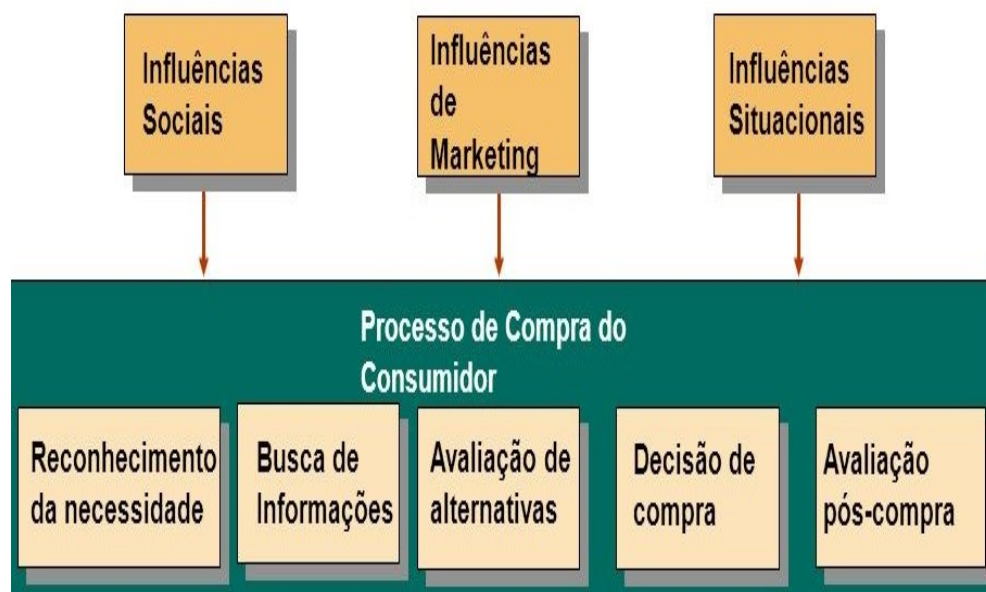 Influências
Sociais
Influências
de
Marketing
Influências
Situacionais
Processo de Compra do
Consumidor
Reconhecimento
da necessidade
Busca de
Informações
Avaliação de
alternativas
Decisão de
compra
Avaliação
pós-compra